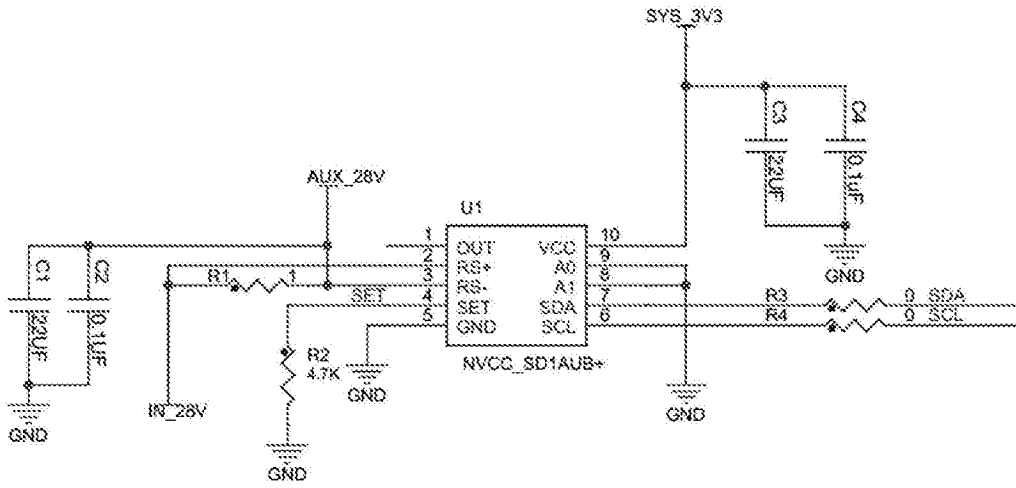 SYS_3V3
C3
22UF
C4
0.1uF
GND
AUX_28V
C1
22UF
C2
0.1UF
GND
IN_28V
R1
1
SET
R2
4.7K
GND
GND
U1
1
2
3
4
5
OUT
RS+
RS-
SET
GND
VCC
A0
A1
SDA
SCL
10
9
8
7
6
NVCC_SD1AUB+
GND
R3
0
SDA
R4
0
SCL